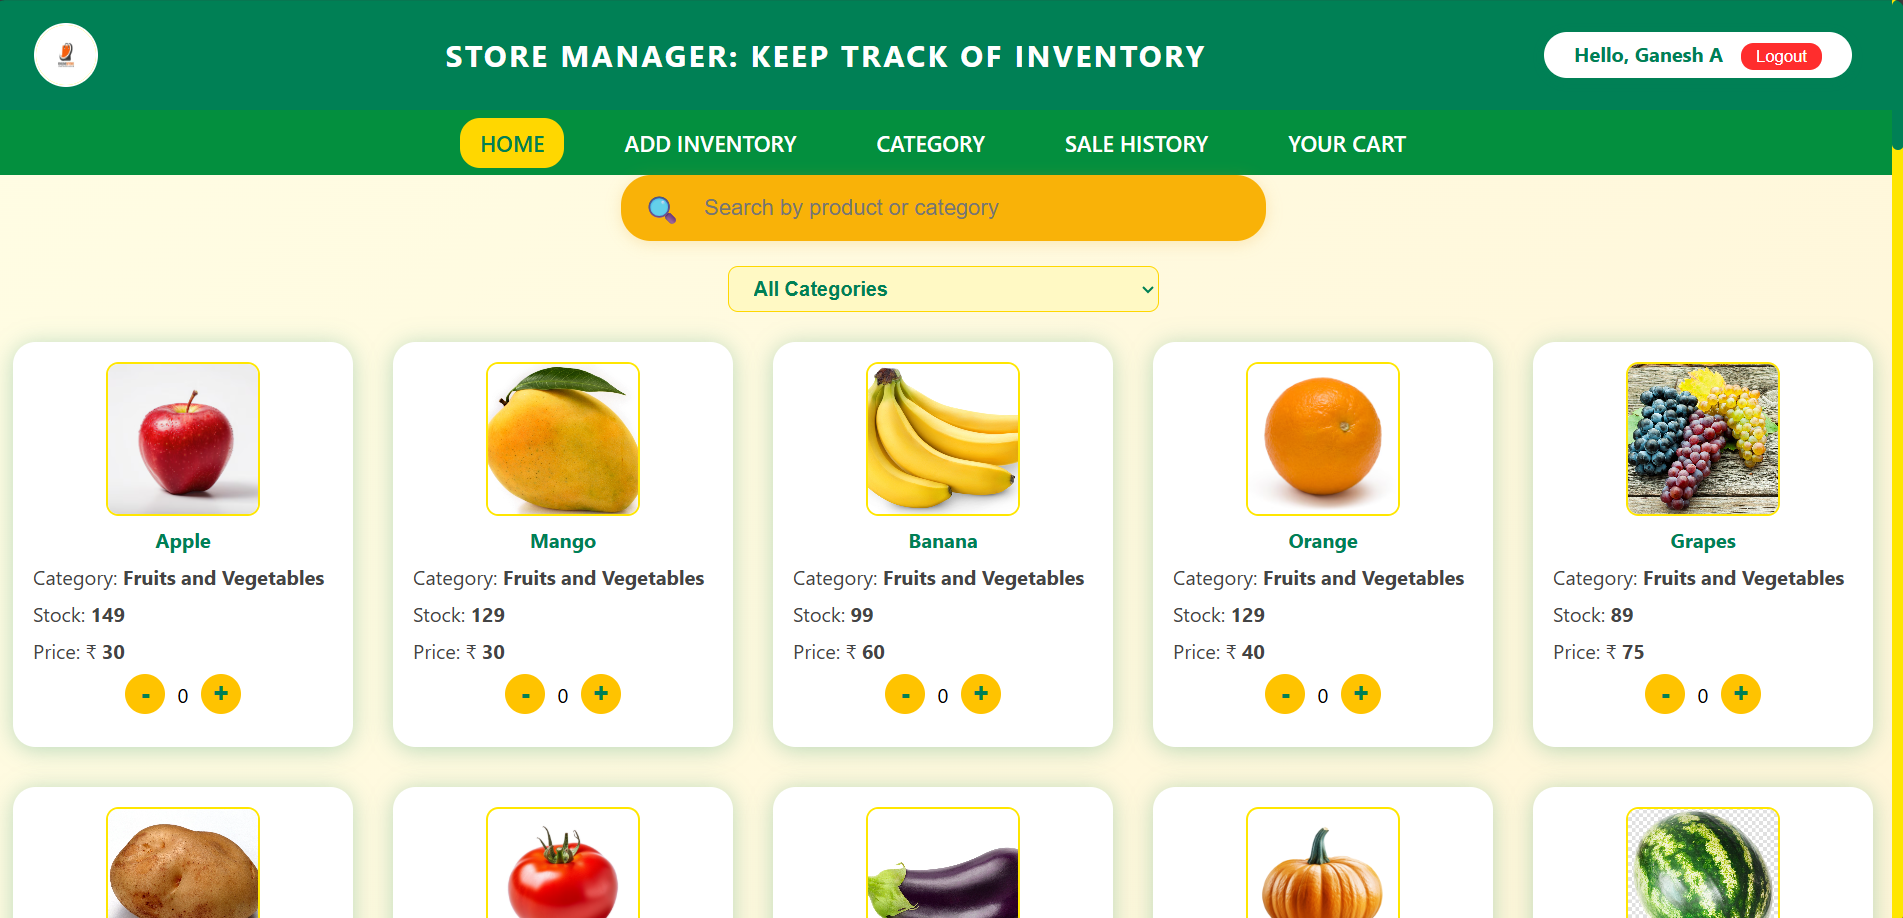 STORE MANAGER: KEEP TRACK OF INVENTORY
Hello, Ganesh A
Logout
HOME
ADD INVENTORY
CATEGORY
SALE HISTORY
YOUR CART
Search by product or category
All Categories
Apple
Category: Fruits and Vegetables
Stock: 149
Price: ₹ 30
- 0 +
Mango
Category: Fruits and Vegetables
Stock: 129
Price: ₹ 30
- 0 +
Banana
Category: Fruits and Vegetables
Stock: 99
Price: ₹ 60
- 0 +
Orange
Category: Fruits and Vegetables
Stock: 129
Price: ₹ 40
- 0 +
Grapes
Category: Fruits and Vegetables
Stock: 89
Price: ₹ 75
- 0 +